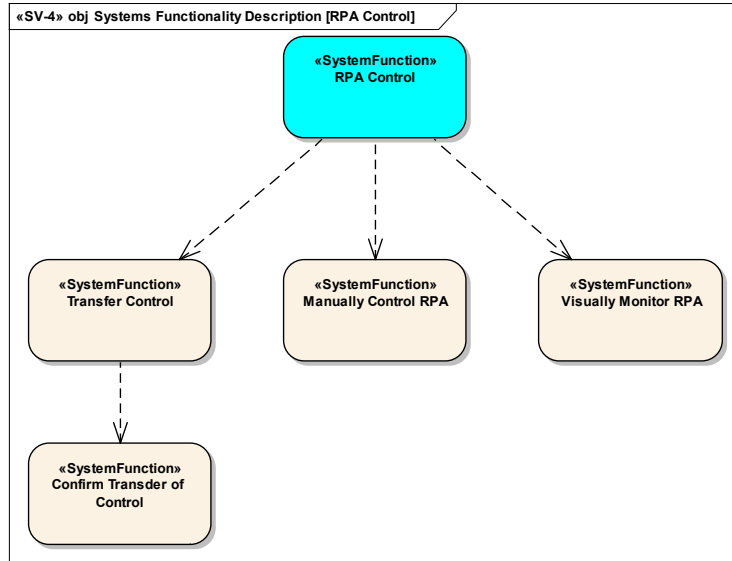 «SV-4» obj Systems Functionality Description [RPA Control]
«SystemFunction»
RPA Control
«SystemFunction»
Transfer Control
«SystemFunction»
Manually Control RPA
«SystemFunction»
Visually Monitor RPA
«SystemFunction»
Confirm Transder of
Control